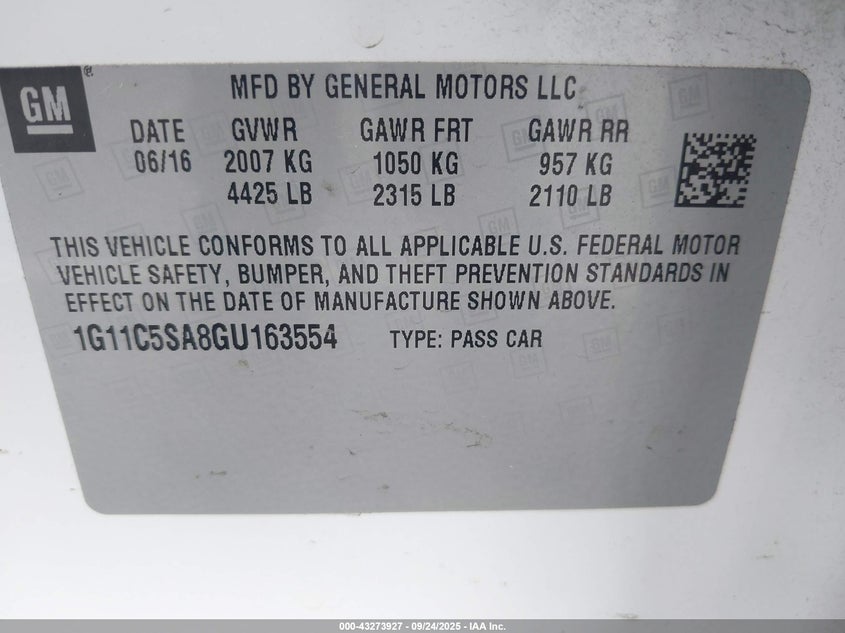 GM®
MFD BY GENERAL MOTORS LLC
DATE GVWR GAWR FRT GAWR RR
06/16 2007 KG 1050 KG 957 KG
4425 LB 2315 LB 2110 LB
THIS VEHICLE CONFORMS TO ALL APPLICABLE U.S. FEDERAL MOTOR
VEHICLE SAFETY, BUMPER, AND THEFT PREVENTION STANDARDS IN
EFFECT ON THE DATE OF MANUFACTURE SHOWN ABOVE.
1G11C5SA8GU163554 TYPE: PASS CAR
000-43273927 - 09/24/2025 - IAA Inc.